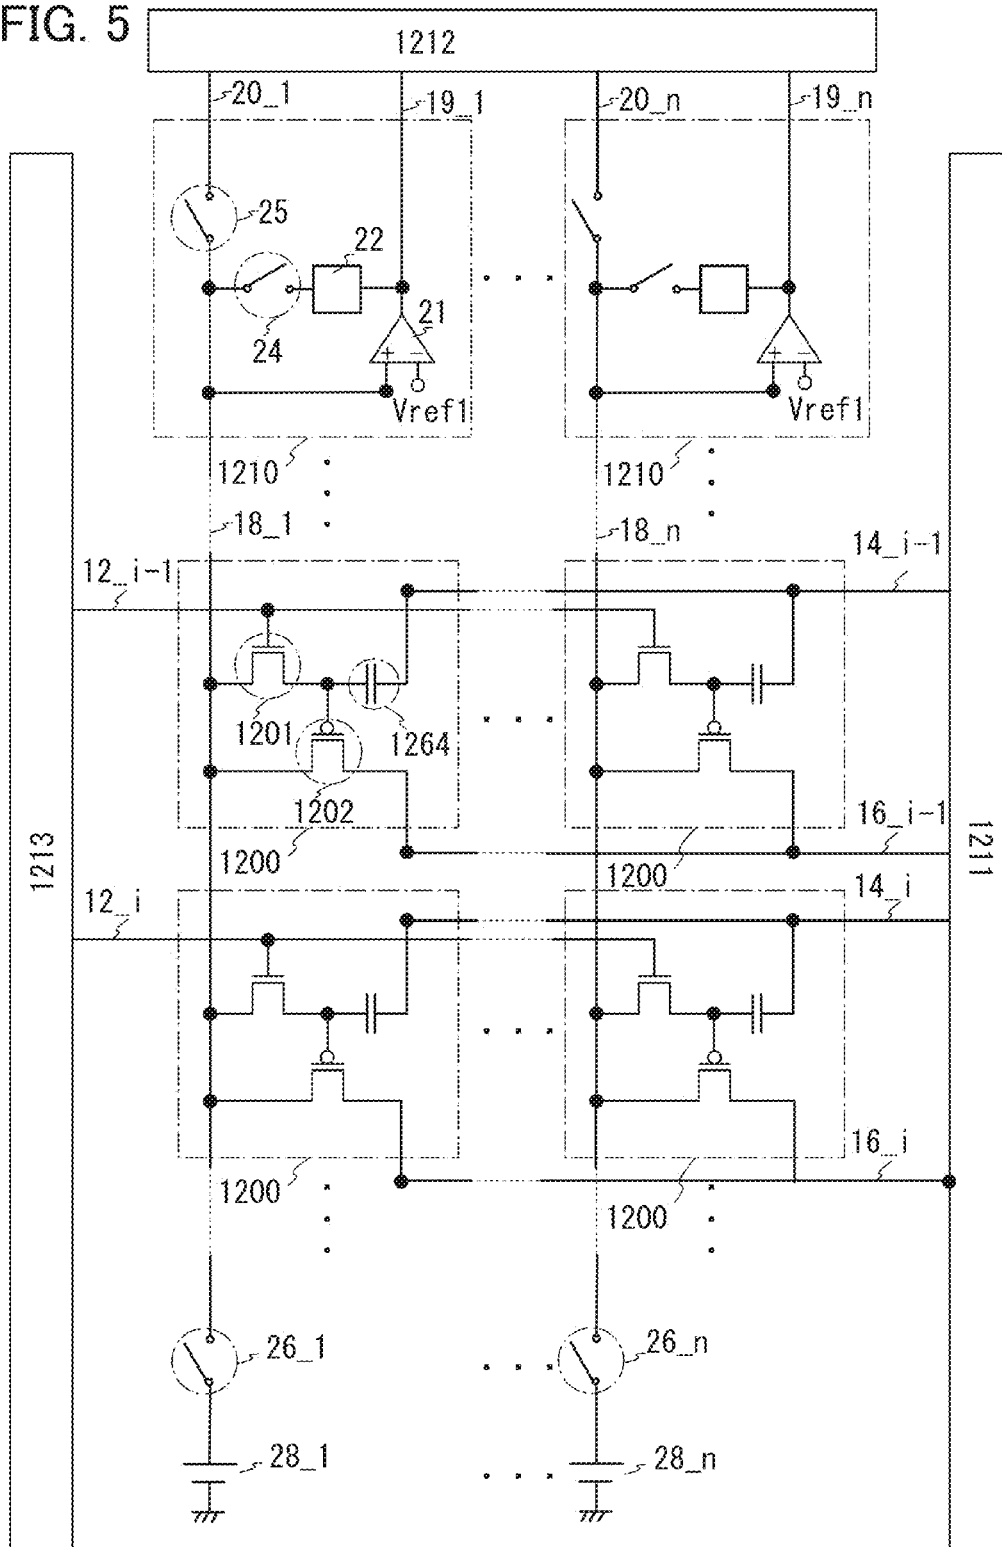 FIG. 5
1212
20_1
19_1
20_n
19_n
25
22
24
21
+
−
+
−
Vref1
Vref1
1210
1210
18_1
18_n
12_i-1
14_i-1
1201
1264
1202
1200
1200
16_i-1
1213
1211
12_i
14_i
1200
1200
16_i
26_1
26_n
28_1
28_n